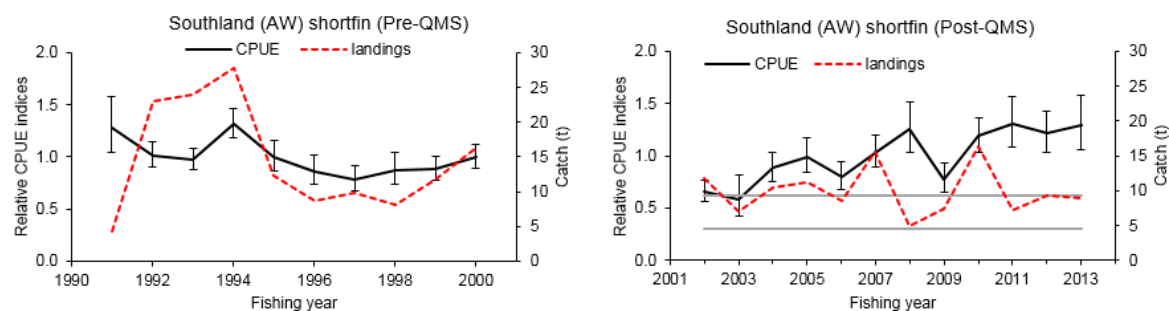 Southland (AW) shortfin (Pre-QMS)
CPUE landings
Relative CPUE indices
2.0
1.5
1.0
0.5
0.0
30
25
20
15
10
5
0
Catch (t)
1990 1992 1994 1996 1998 2000
Fishing year
Southland (AW) shortfin (Post-QMS)
CPUE landings
Relative CPUE indices
2.0
1.5
1.0
0.5
0.0
30
25
20
15
10
5
0
Catch (t)
2001 2003 2005 2007 2009 2011 2013
Fishing year